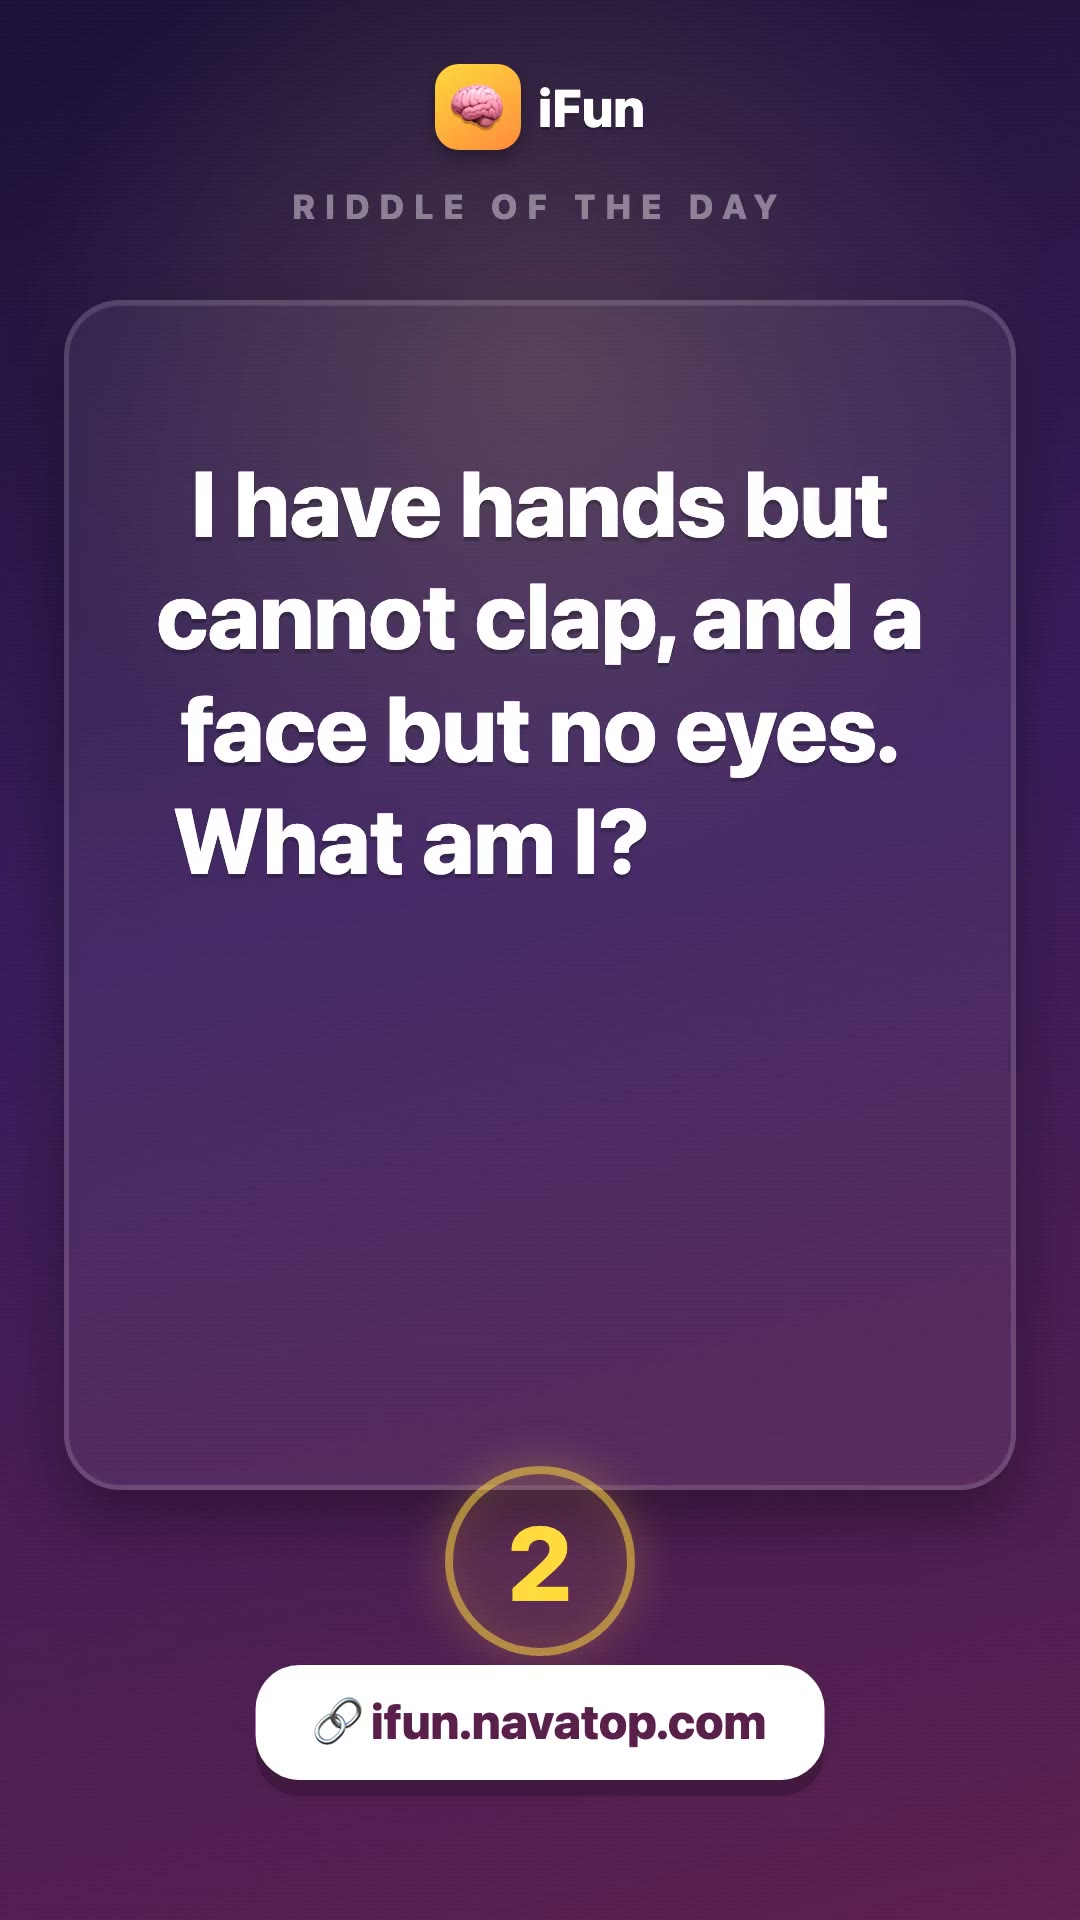 iFun
RIDDLE OF THE DAY
I have hands but
cannot clap, and a
face but no eyes.
What am I?
2
ifun.navatop.com